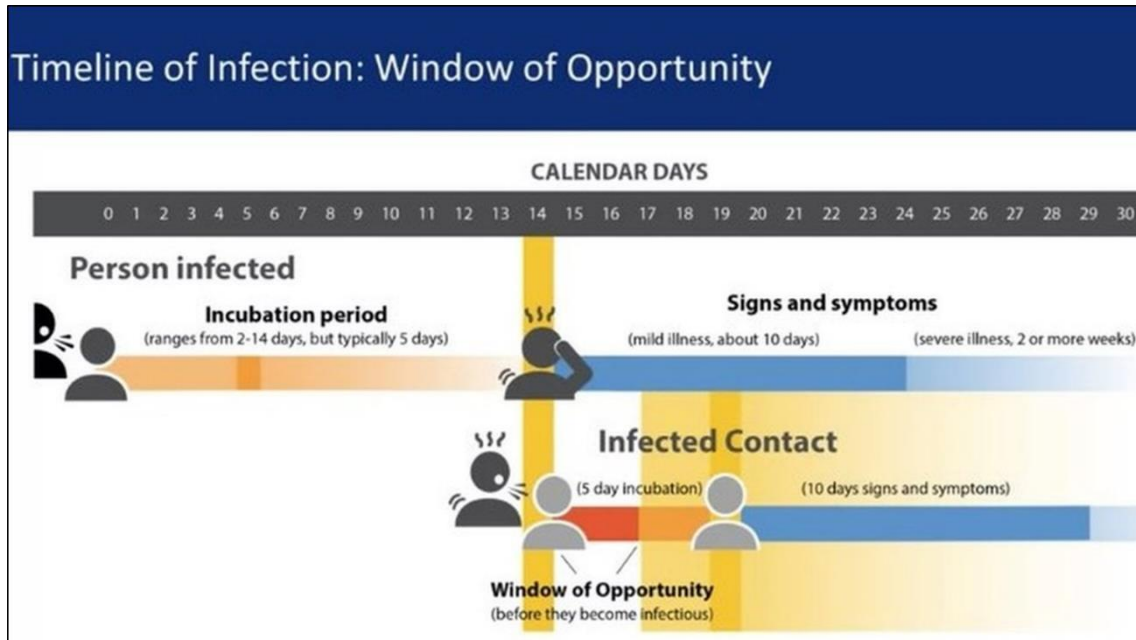 Timeline of Infection: Window of Opportunity
CALENDAR DAYS
0 1 2 3 4 5 6 7 8 9 10 11 12 13 14 15 16 17 18 19 20 21 22 23 24 25 26 27 28 29 30
Person infected
Incubation period
(ranges from 2-14 days, but typically 5 days)
Signs and symptoms
(mild illness, about 10 days)
(severe illness, 2 or more weeks)
Infected Contact
(5 day incubation)
(10 days signs and symptoms)
Window of Opportunity
(before they become infectious)